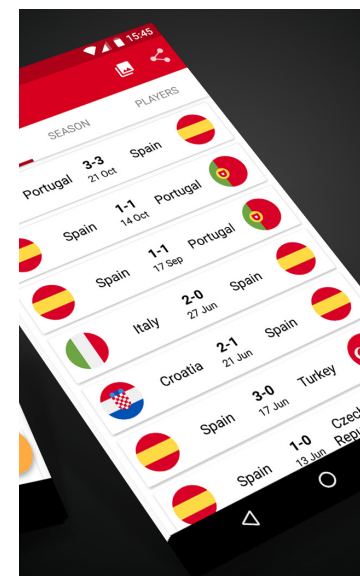 15:45
SEASON PLAYERS
Portugal 3-3 Spain
21 Oct
Spain 1-1 Portugal
14 Oct
Spain 1-1 Portugal
17 Sep
Italy 2-0 Spain
27 Jun
Croatia 2-1 Spain
21 Jun
Spain 3-0 Turkey
17 Jun
Spain 1-0 Czec
13 Jun Repu